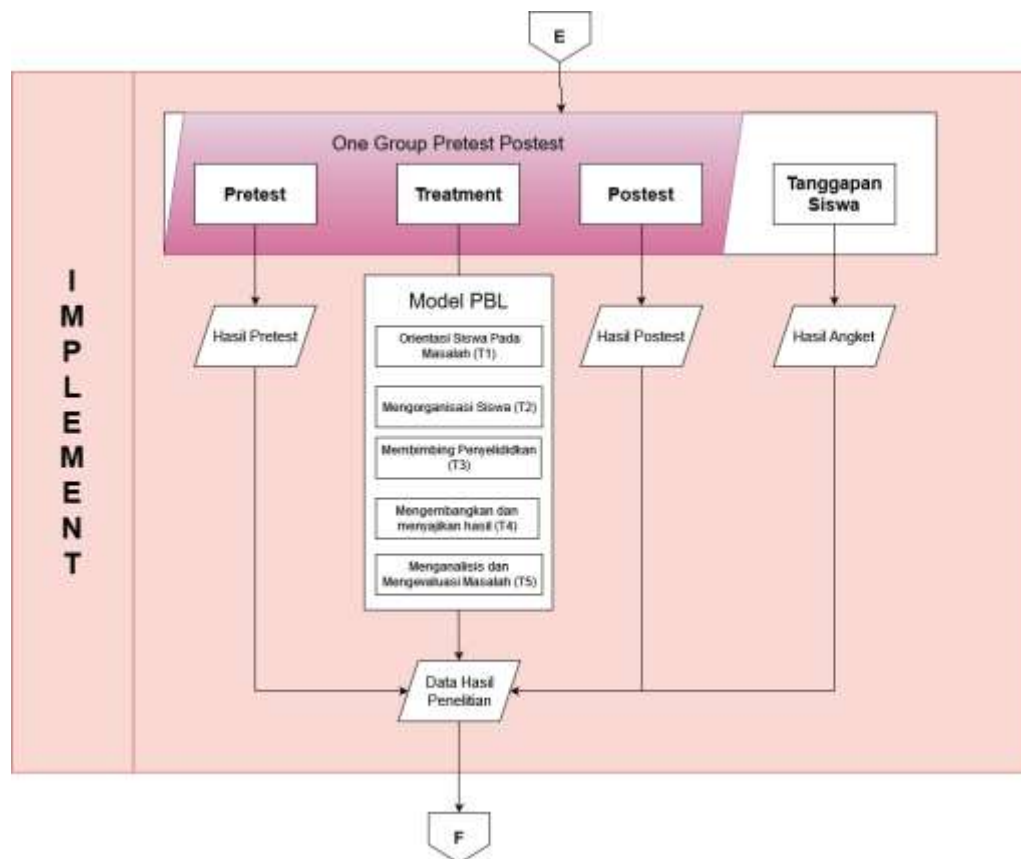 E
IMPLEMENT
One Group Pretest Postest
Pretest
Treatment
Postest
Tanggapan
Siswa
Hasil Pretest
Model PBL
Orientasi Siswa Pada
Masalah (T1)
Mengorganisasi Siswa (T2)
Membimbing Penyelididkan
(T3)
Mengembangkan dan
menyajikan hasil (T4)
Menganalisis dan
Mengevaluasi Masalah (T5)
Hasil Postest
Hasil Angket
Data Hasil
Penelitian
F